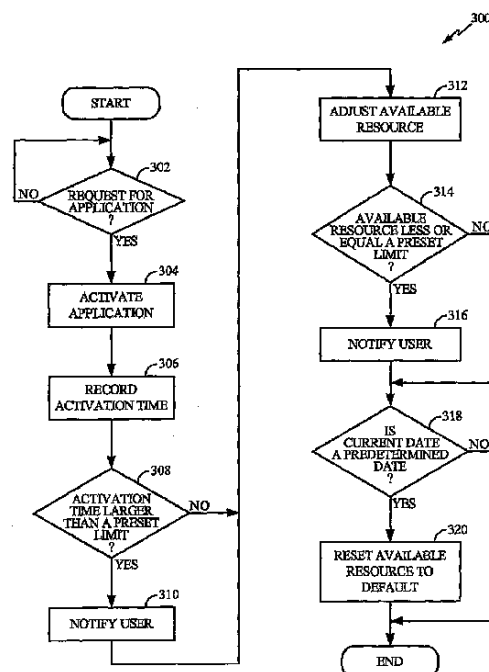 300
START
302
NO
REQUEST FOR
APPLICATION
?
YES
304
ACTIVATE
APPLICATION
306
RECORD
ACTIVATION TIME
308
ACTIVATION
TIME LARGER
THAN A PRESET
LIMIT
?
NO
YES
310
NOTIFY USER
312
ADJUST AVAILABLE
RESOURCE
314
AVAILABLE
RESOURCE LESS OR
EQUAL A PRESET
LIMIT
?
NO
YES
316
NOTIFY USER
318
IS
CURRENT DATE
A PREDETERMINED
DATE
?
NO
YES
320
RESET AVAILABLE
RESOURCE TO
DEFAULT
END